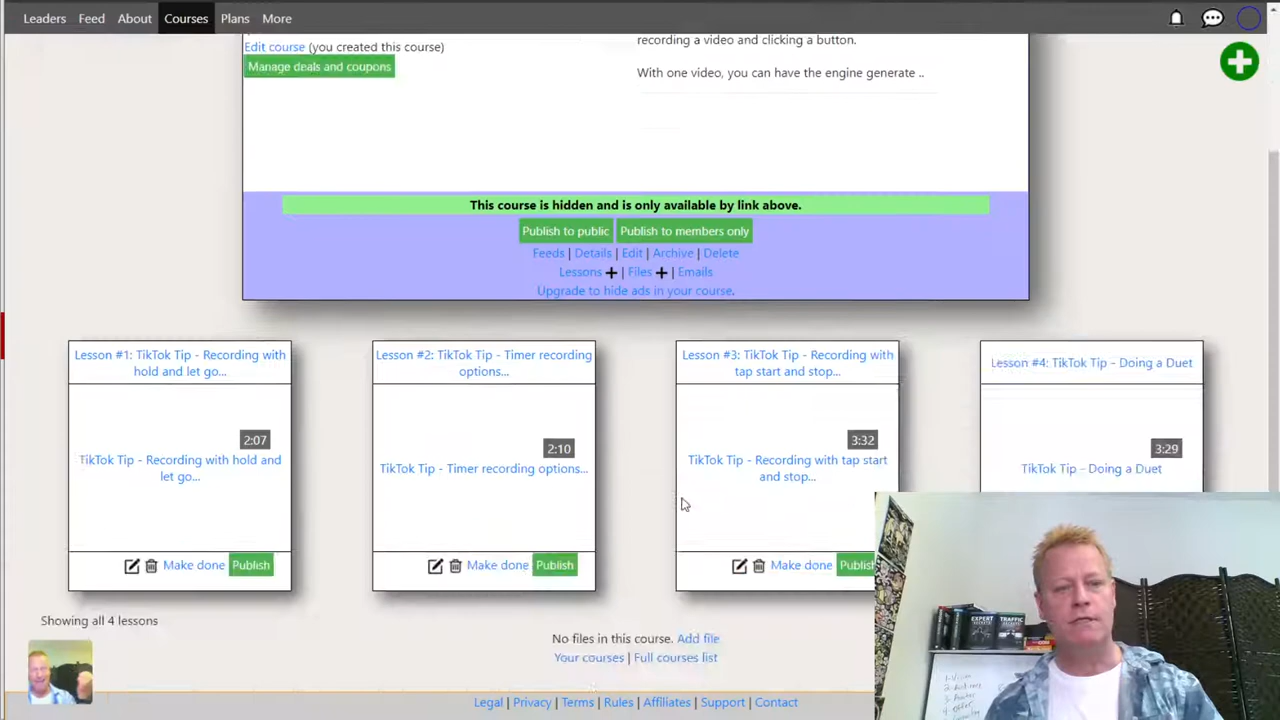 Leaders Feed About Courses Plans More
Edit course (you created this course)
Manage deals and coupons
recording a video and clicking a button.
With one video, you can have the engine generate ..
This course is hidden and is only available by link above.
Publish to public Publish to members only
Feeds | Details | Edit | Archive | Delete
Lessons | Files | Emails
Upgrade to hide ads in your course.
Lesson #1: TikTok Tip - Recording with
hold and let go...
2:07
TikTok Tip - Recording with hold and
let go...
Make done Publish
Lesson #2: TikTok Tip - Timer recording
options...
2:10
TikTok Tip - Timer recording options...
Make done Publish
Lesson #3: TikTok Tip - Recording with
tap start and stop...
3:32
TikTok Tip - Recording with tap start
and stop...
Make done Publish
Lesson #4: TikTok Tip - Doing a Duet
3:29
TikTok Tip - Doing a Duet
Showing all 4 lessons
No files in this course. Add file
Your courses | Full courses list
Legal | Privacy | Terms | Rules | Affiliates | Support | Contact
EXPERT
SECRETS
TRAFFIC
SECRETS